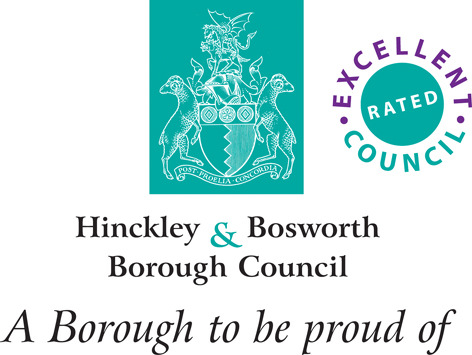 POST PROELIA CONCORDIA
EXCELLENT
RATED
COUNCIL
Hinckley & Bosworth
Borough Council
A Borough to be proud of